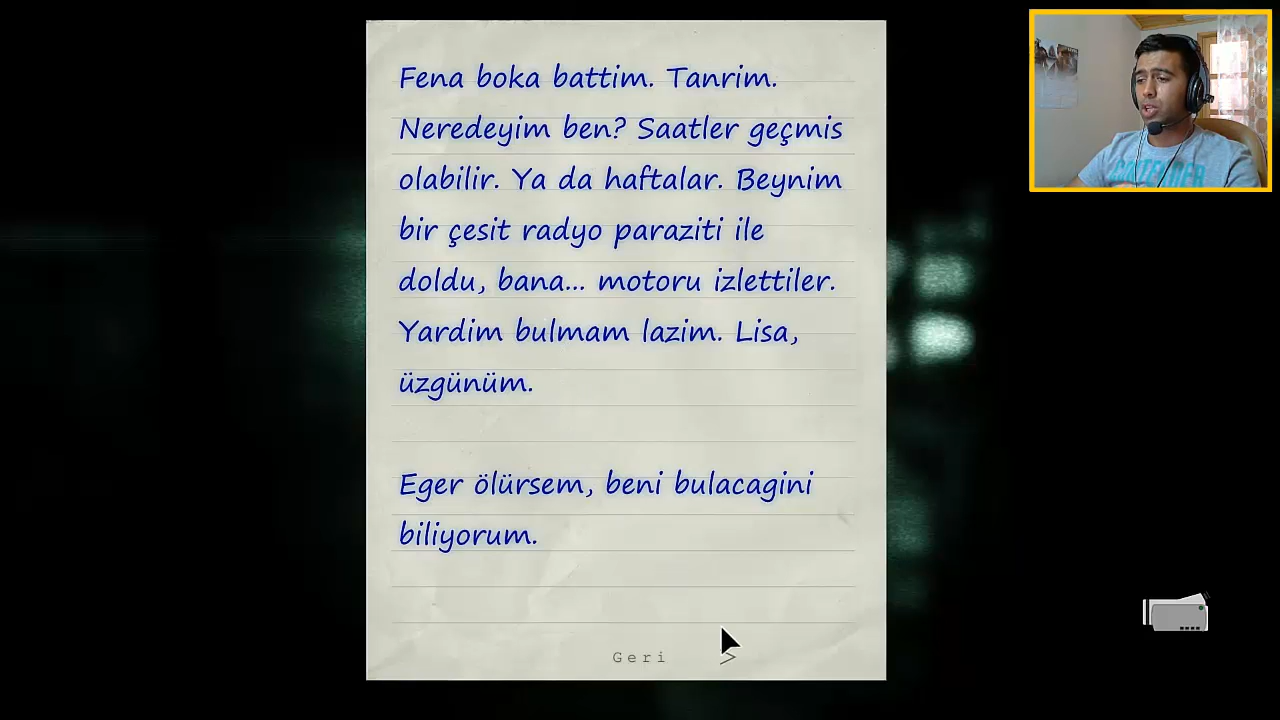 Fena boka battim. Tanrim.
Neredeyim ben? Saatler geçmis
olabilir. Ya da haftalar. Beynim
bir çesit radyo paraziti ile
doldu, bana... motoru izlettiler.
Yardim bulmam lazim. Lisa,
üzgünüm.
Eger ölürsem, beni bulacagini
biliyorum.
Geri >